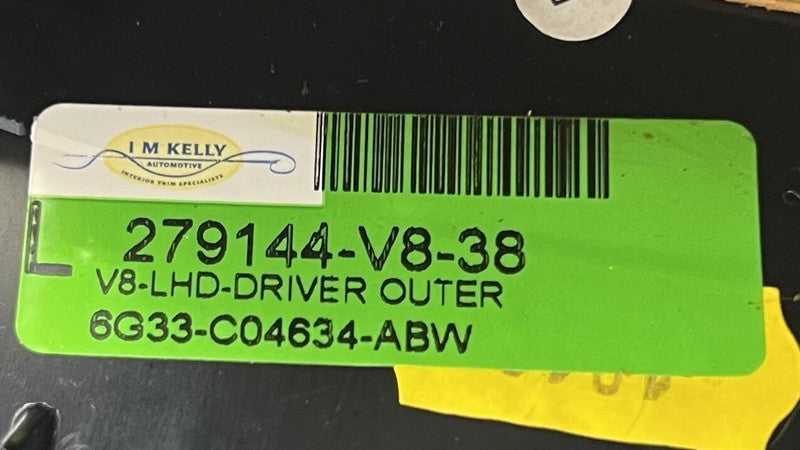 I M KELLY
AUTOMOTIVE
INTERIOR TRIM SPECIALISTS
L 279144-V8-38
V8-LHD-DRIVER OUTER
6G33-C04634-ABW